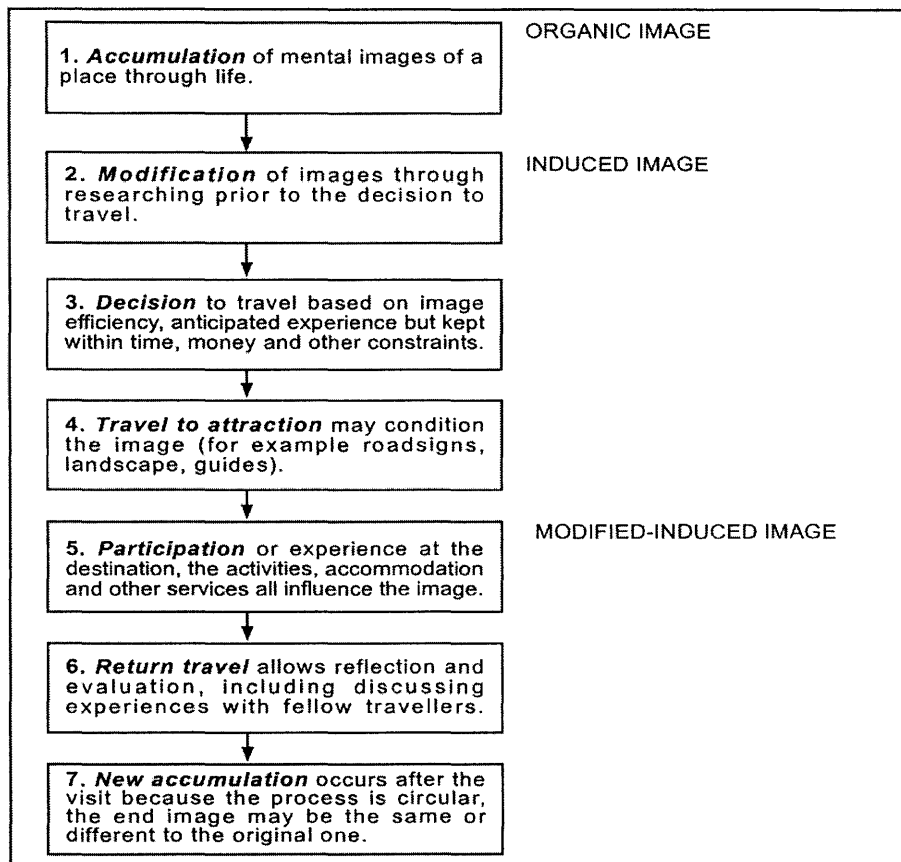 ORGANIC IMAGE
1. Accumulation of mental images of a
place through life.
INDUCED IMAGE
2. Modification of images through
researching prior to the decision to
travel.
3. Decision to travel based on image
efficiency, anticipated experience but kept
within time, money and other constraints.
4. Travel to attraction may condition
the image (for example roadsigns,
landscape, guides).
MODIFIED-INDUCED IMAGE
5. Participation or experience at the
destination, the activities, accommodation
and other services all influence the image.
6. Return travel allows reflection and
evaluation, including discussing
experiences with fellow travellers.
7. New accumulation occurs after the
visit because the process is circular,
the end image may be the same or
different to the original one.